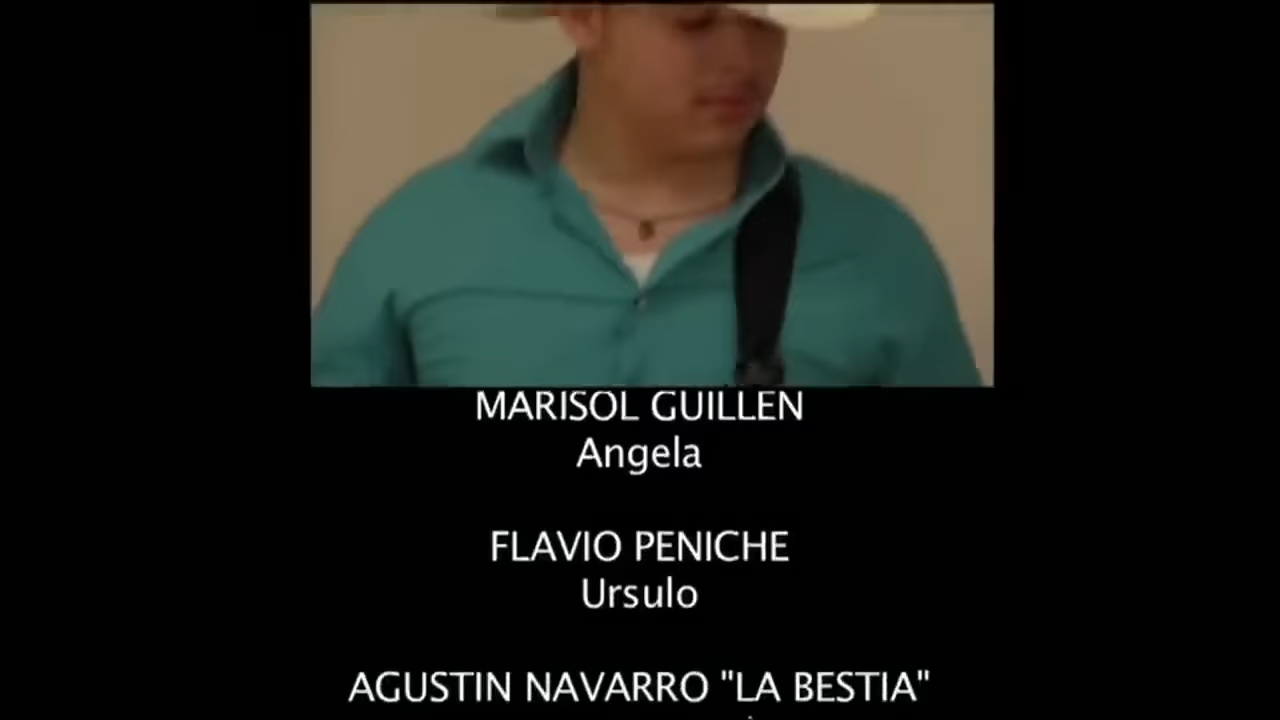 MARISOL GUILLEN
Angela
FLAVIO PENICHE
Ursulo
AGUSTIN NAVARRO "LA BESTIA"